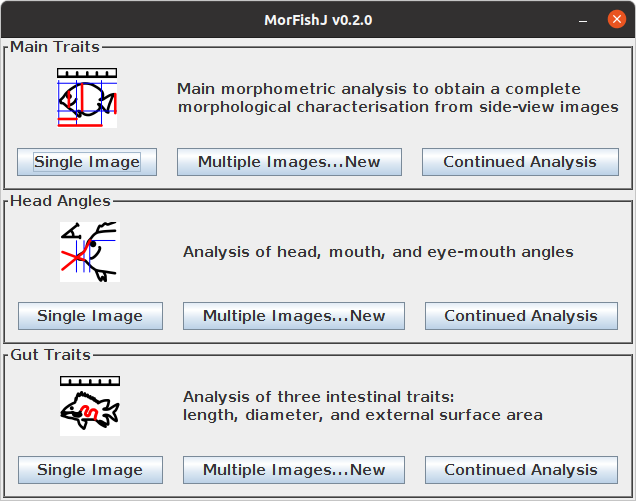 MorFishJ v0.2.0
Main Traits
Main morphometric analysis to obtain a complete
morphological characterisation from side-view images
Single Image
Multiple Images...New
Continued Analysis
Head Angles
Analysis of head, mouth, and eye-mouth angles
Single Image
Multiple Images...New
Continued Analysis
Gut Traits
Analysis of three intestinal traits:
length, diameter, and external surface area
Single Image
Multiple Images...New
Continued Analysis